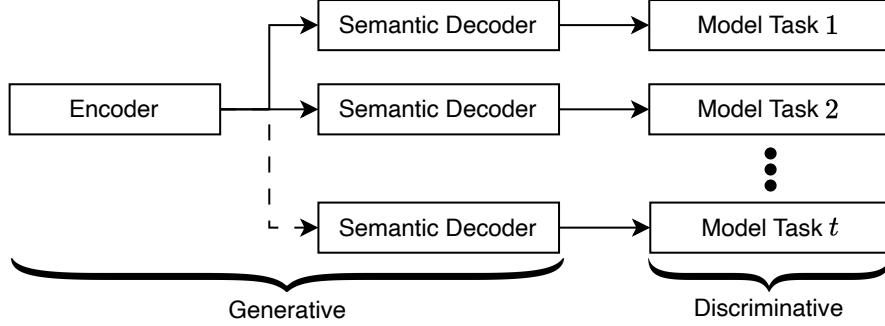 Semantic Decoder
Model Task 1
Encoder
Semantic Decoder
Model Task 2
Semantic Decoder
Model Task t
Generative
Discriminative